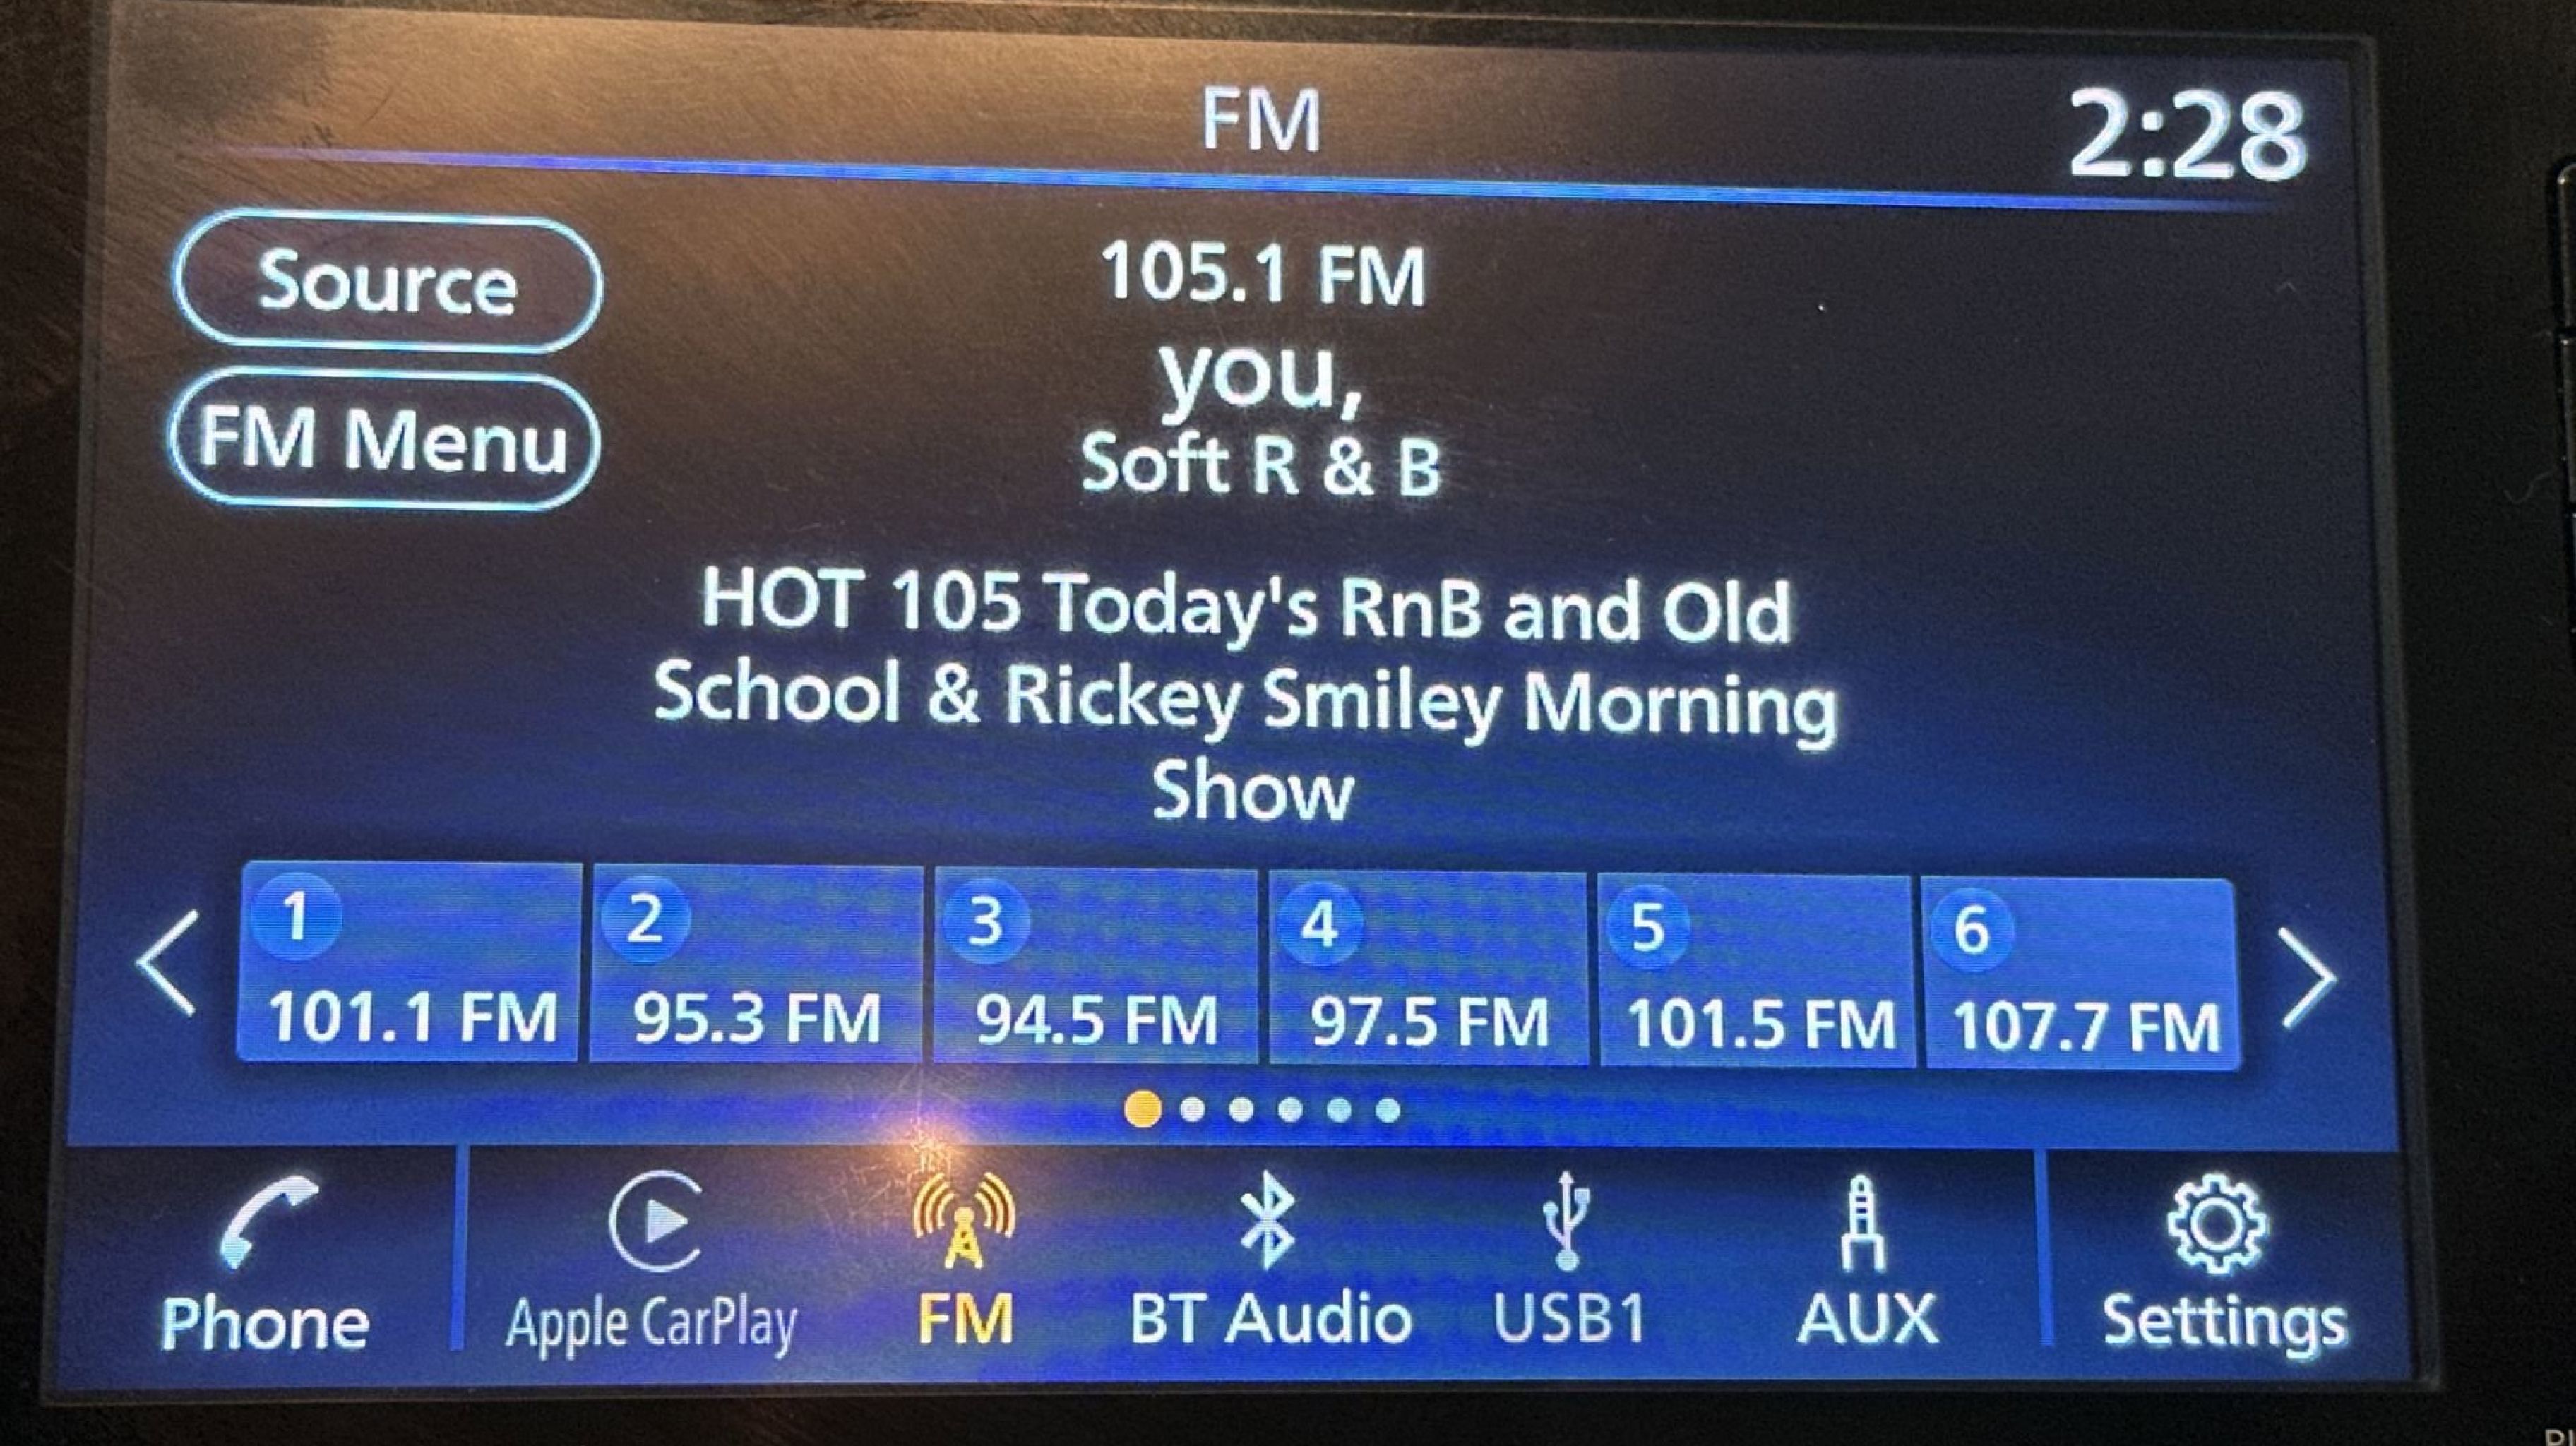 FM
2:28
Source
FM Menu
105.1 FM
you,
Soft R & B
HOT 105 Today's RnB and Old
School & Rickey Smiley Morning
Show
1
101.1 FM
2
95.3 FM
3
94.5 FM
4
97.5 FM
5
101.5 FM
6
107.7 FM
Phone
Apple CarPlay
FM
BT Audio
USB1
AUX
Settings